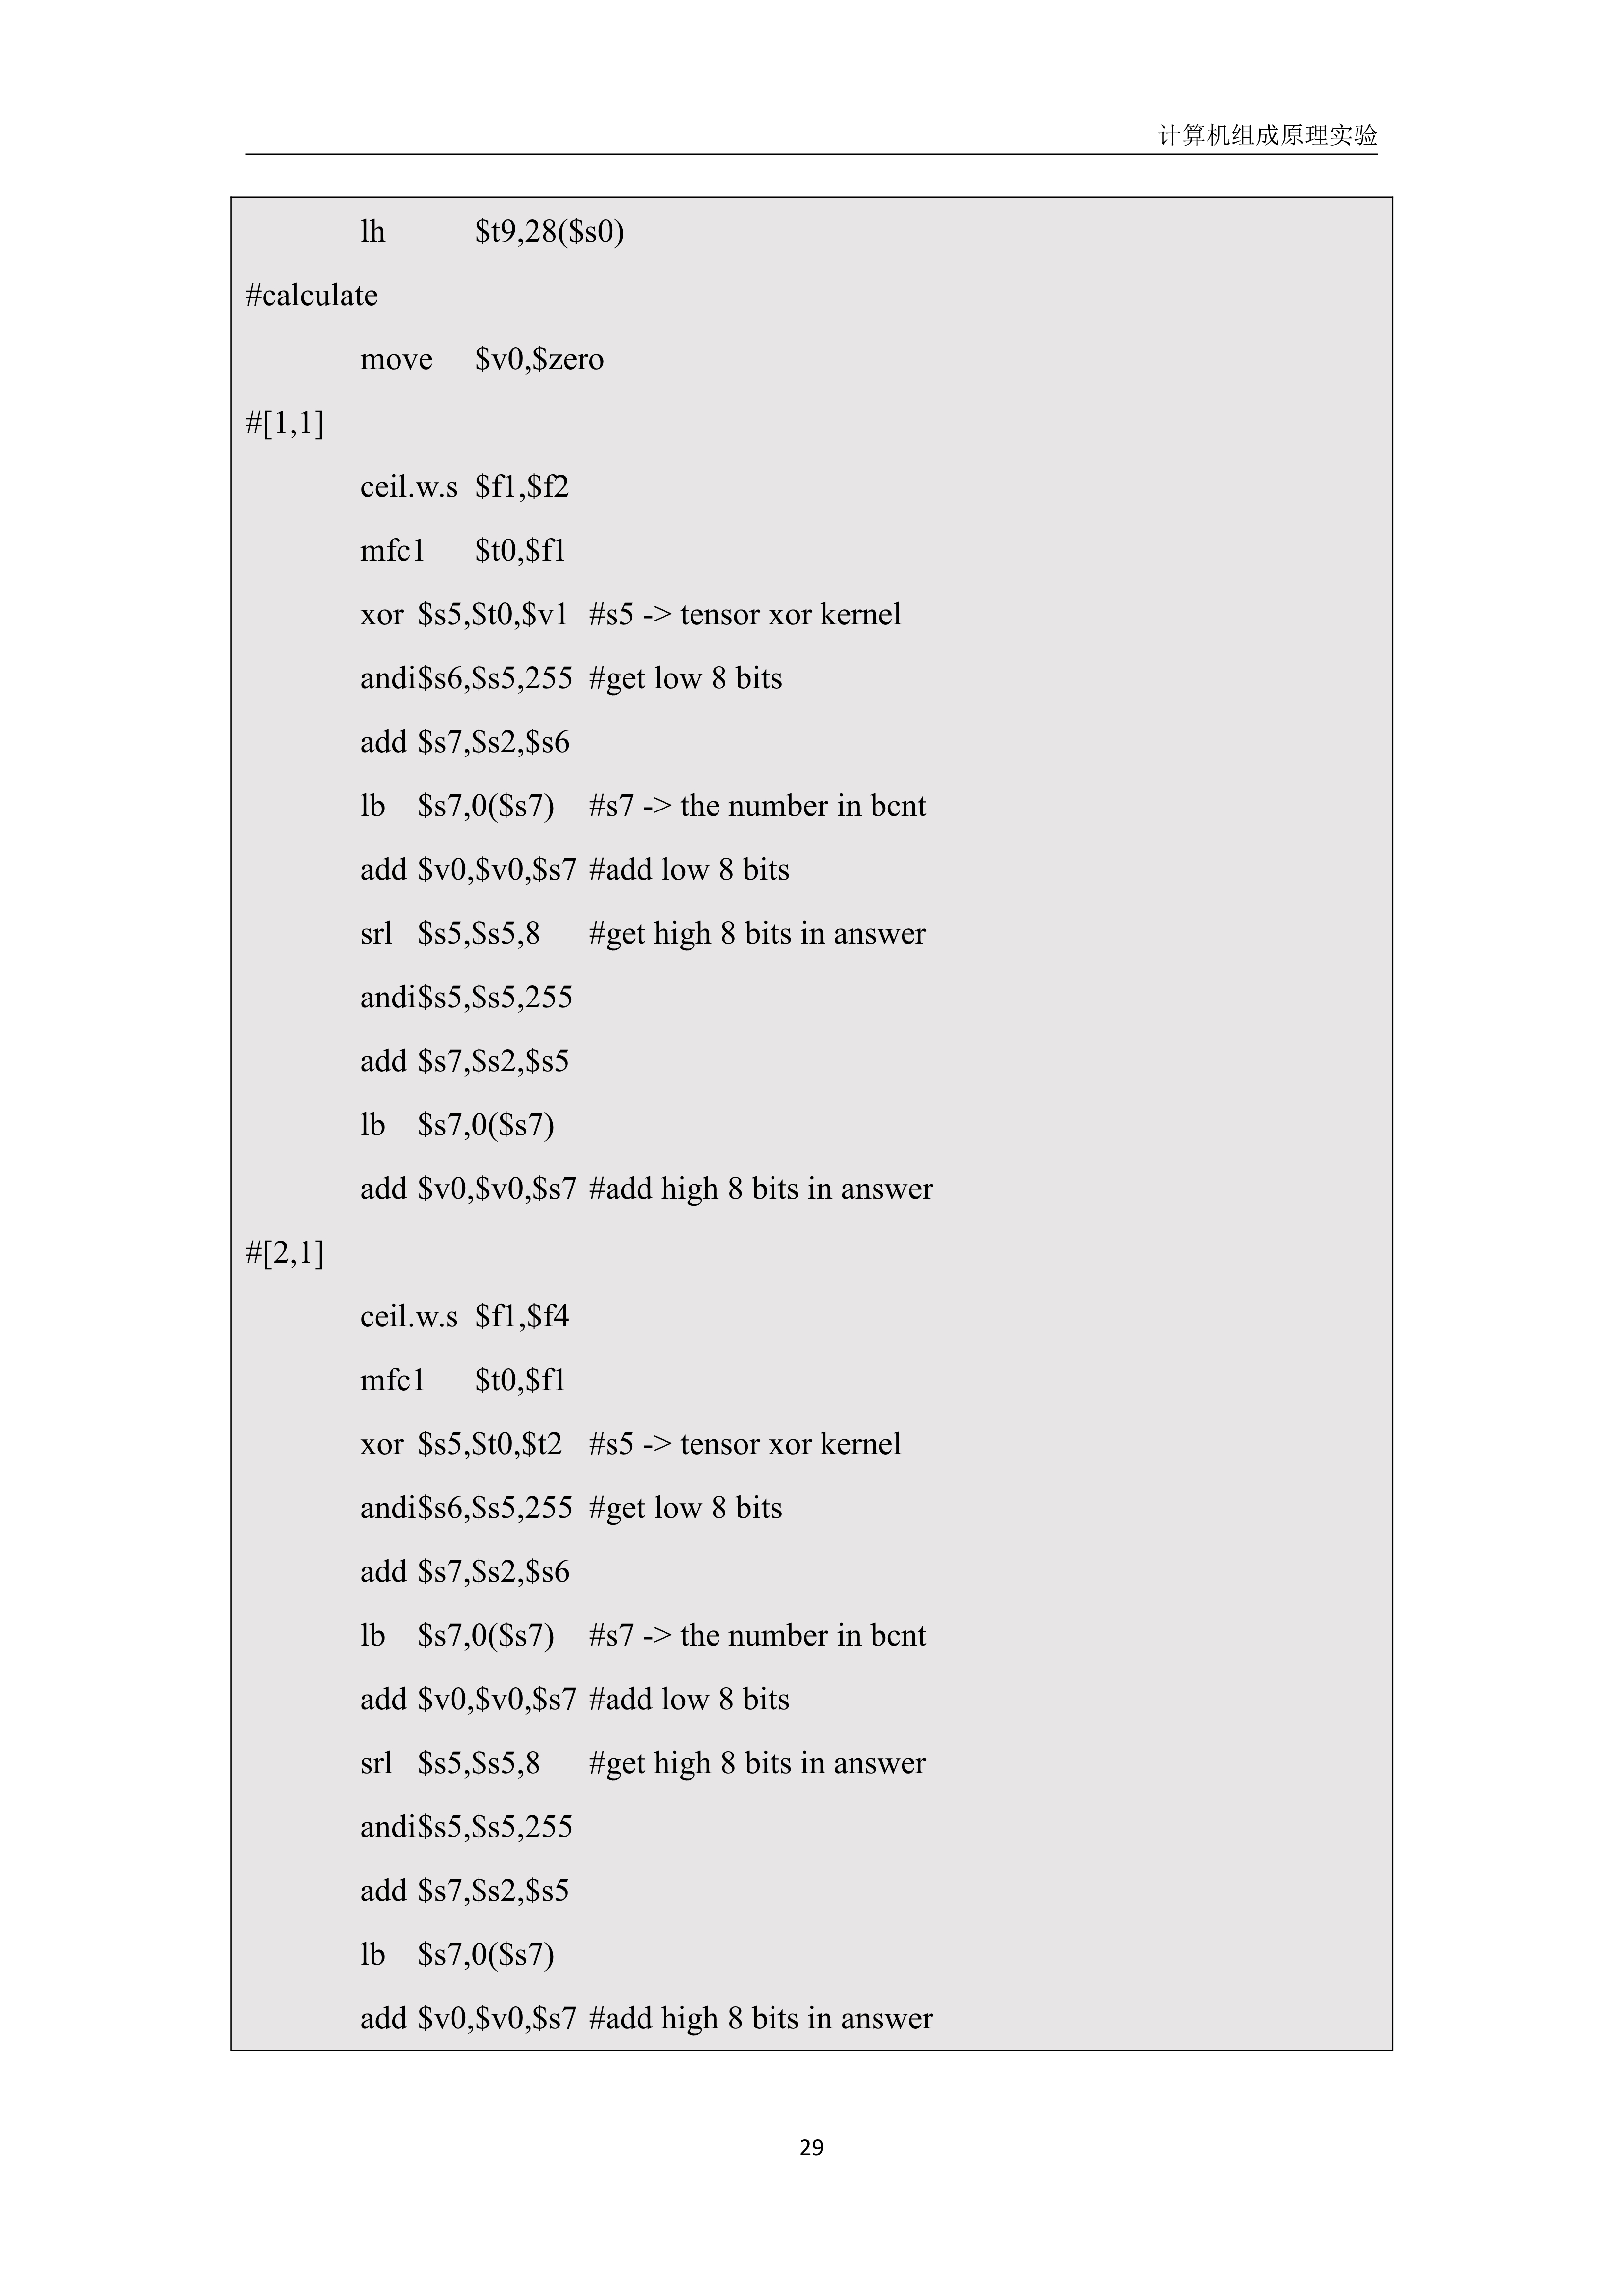 计算机组成原理实验
lh $t9,28($s0)
#calculate
move $v0,$zero
#[1,1]
ceil.w.s $f1,$f2
mfc1 $t0,$f1
xor $s5,$t0,$v1 #s5 -> tensor xor kernel
andi$s6,$s5,255 #get low 8 bits
add $s7,$s2,$s6
lb $s7,0($s7) #s7 -> the number in bcnt
add $v0,$v0,$s7 #add low 8 bits
srl $s5,$s5,8 #get high 8 bits in answer
andi$s5,$s5,255
add $s7,$s2,$s5
lb $s7,0($s7)
add $v0,$v0,$s7 #add high 8 bits in answer
#[2,1]
ceil.w.s $f1,$f4
mfc1 $t0,$f1
xor $s5,$t0,$t2 #s5 -> tensor xor kernel
andi$s6,$s5,255 #get low 8 bits
add $s7,$s2,$s6
lb $s7,0($s7) #s7 -> the number in bcnt
add $v0,$v0,$s7 #add low 8 bits
srl $s5,$s5,8 #get high 8 bits in answer
andi$s5,$s5,255
add $s7,$s2,$s5
lb $s7,0($s7)
add $v0,$v0,$s7 #add high 8 bits in answer
29